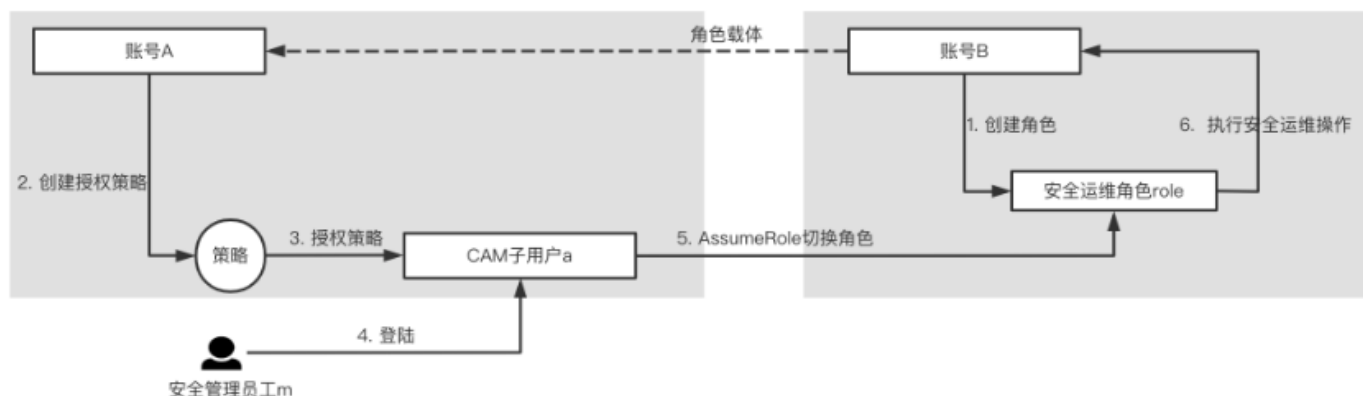 角色载体
账号A
账号B
1. 创建角色
6. 执行安全运维操作
2. 创建授权策略
安全运维角色role
3. 授权策略
5. AssumeRole切换角色
策略
CAM子用户a
4. 登陆
安全管理员工m